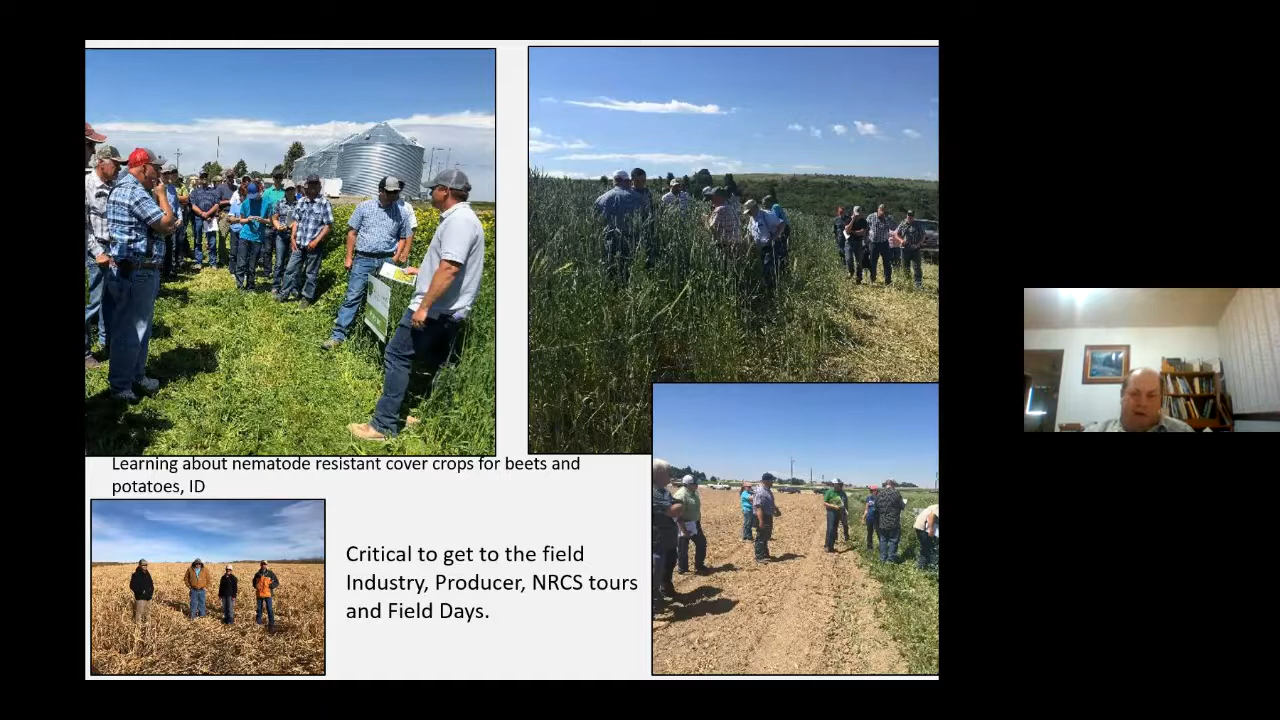 Learning about nematode resistant cover crops for beets and
potatoes, ID
Critical to get to the field
Industry, Producer, NRCS tours
and Field Days.